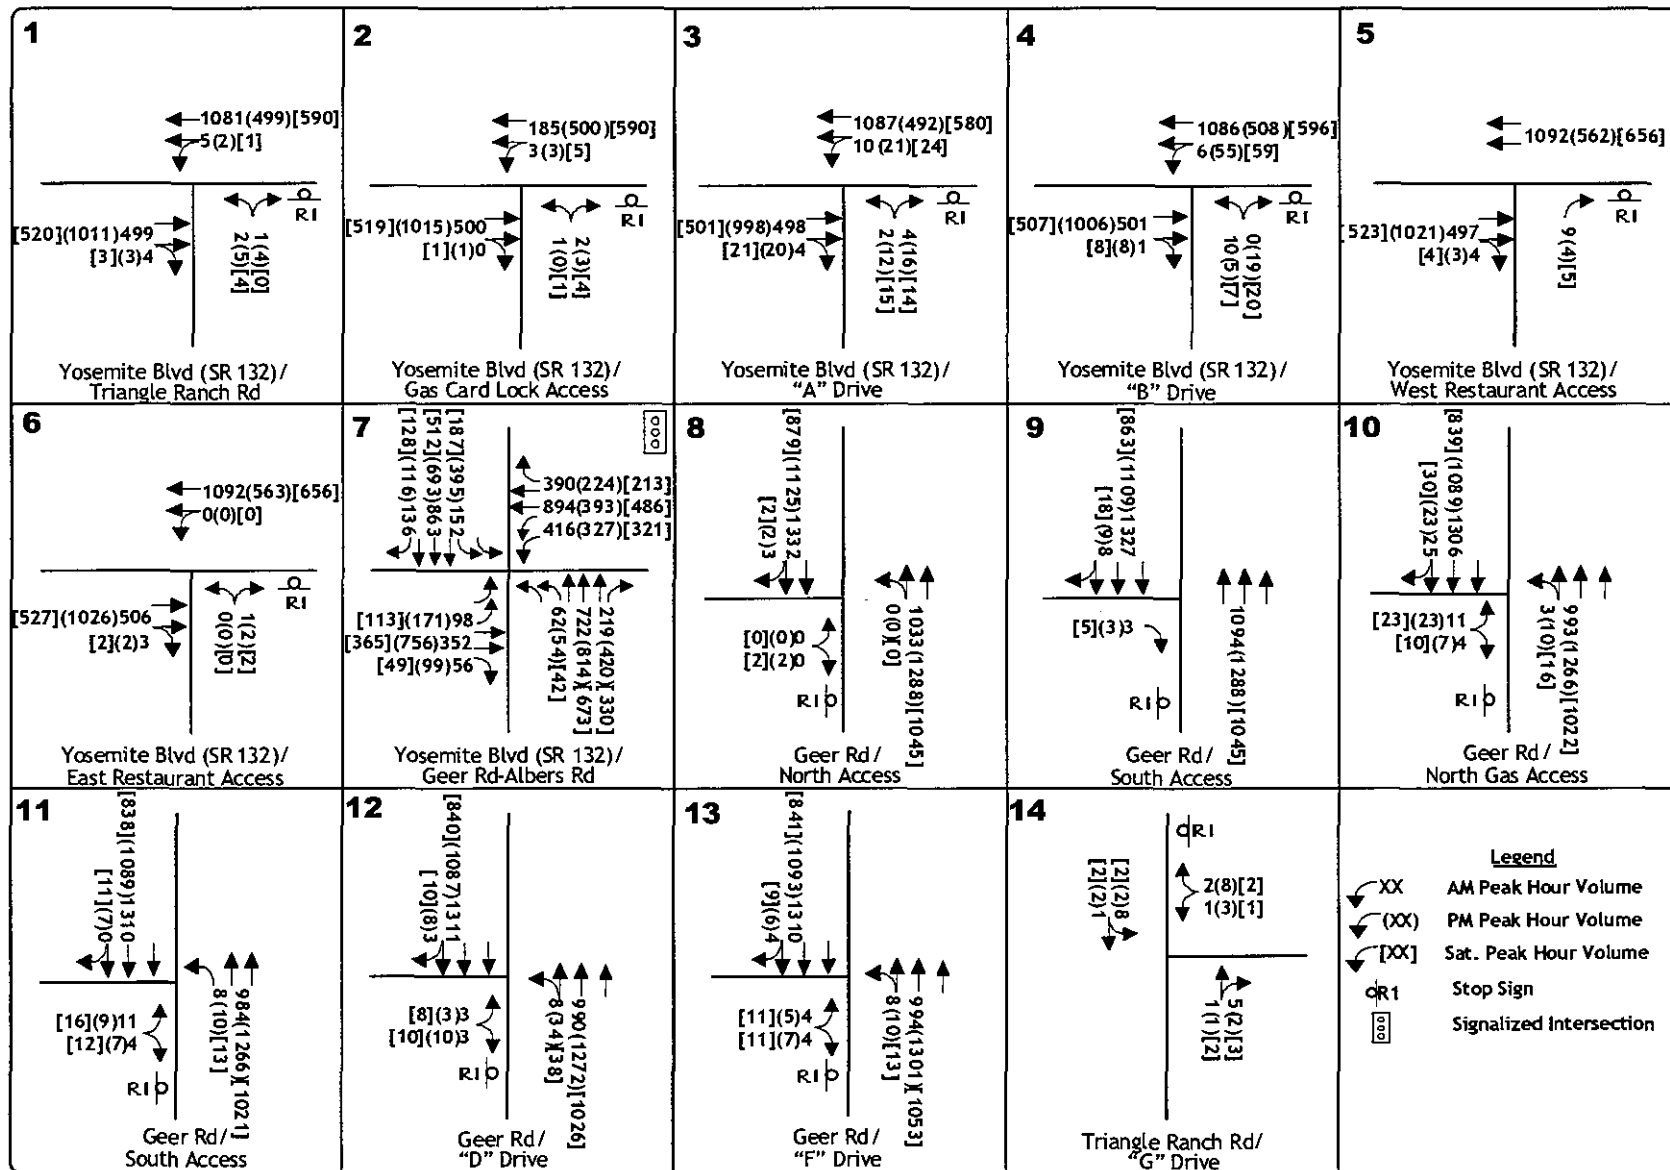 1
1081(499)[590]
5(2)[1]
R1
[520](1011)499
[3](3)4
1(4)[0]
2(5)[4]
Yosemite Blvd (SR 132)/
Triangle Ranch Rd
2
185(500)[590]
3(3)[5]
R1
[519](1015)500
[1](1)0
2(3)[4]
1(0)[1]
Yosemite Blvd (SR 132)/
Gas Card Lock Access
3
1087(492)[580]
10(21)[24]
R1
[501](998)498
[21](20)4
4(16)[14]
2(12)[15]
Yosemite Blvd (SR 132)/
"A" Drive
4
1086(508)[596]
6(55)[59]
R1
[507](1006)501
[8](8)1
0(19)[20]
10(5)[7]
Yosemite Blvd (SR 132)/
"B" Drive
5
1092(562)[656]
R1
[523](1021)497
[4](3)4
9(4)[5]
Yosemite Blvd (SR 132)/
West Restaurant Access
6
1092(563)[656]
0(0)[0]
R1
[527](1026)506
[2](2)3
1(2)[2]
0(0)[0]
Yosemite Blvd (SR 132)/
East Restaurant Access
7
[187](395)152
[512](693)863
[128](116)136
390(224)[213]
894(393)[486]
416(327)[321]
[113](171)98
[365](756)352
[49](99)56
219(420)[330]
722(814)[673]
62(54)[42]
Yosemite Blvd (SR 132)/
Geer Rd-Albers Rd
8
[879](1125)1332
[2](2)3
[0](0)0
[2](2)0
R1
1033(1288)[1045]
0(0)[0]
Geer Rd/
North Access
9
[863](1109)1327
[18](9)8
[5](3)3
R1
1094(1288)[1045]
Geer Rd/
South Access
10
[839](1089)1306
[30](23)25
[23](23)11
[10](7)4
R1
993(1266)[1022]
3(10)[16]
Geer Rd/
North Gas Access
11
[838](1089)1310
[11](7)0
[16](9)11
[12](7)4
R1
984(1266)[1021]
8(10)[13]
Geer Rd/
South Access
12
[840](1087)1311
[10](8)3
[8](3)3
[10](10)3
R1
990(1272)[1026]
8(34)[38]
Geer Rd/
"D" Drive
13
[841](1093)1310
[9](6)4
[11](5)4
[11](7)4
R1
994(1301)[1053]
8(10)[13]
Geer Rd/
"F" Drive
14
R1
[2](2)8
[2](2)1
2(8)[2]
1(3)[1]
5(2)[3]
1(1)[2]
Triangle Ranch Rd/
"G" Drive
Legend
XX AM Peak Hour Volume
(XX) PM Peak Hour Volume
[XX] Sat. Peak Hour Volume
R1 Stop Sign
Signalized Intersection